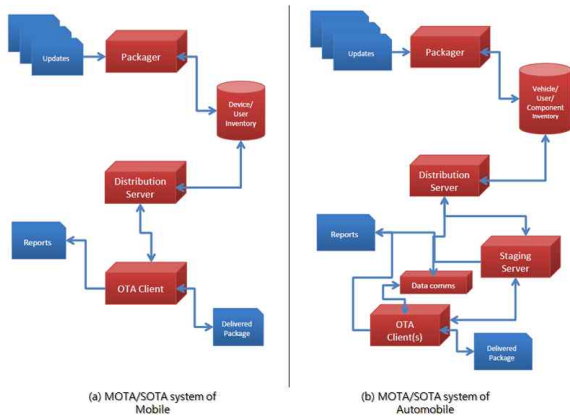 Updates
Packager
Device/
User
Inventory
Distribution
Server
Reports
OTA Client
Delivered
Package
(a) MOTA/SOTA system of
Mobile
Updates
Packager
Vehicle/
User/
Component
Inventory
Distribution
Server
Reports
Staging
Server
Data comms
OTA
Client(s)
Delivered
Package
(b) MOTA/SOTA system of
Automobile